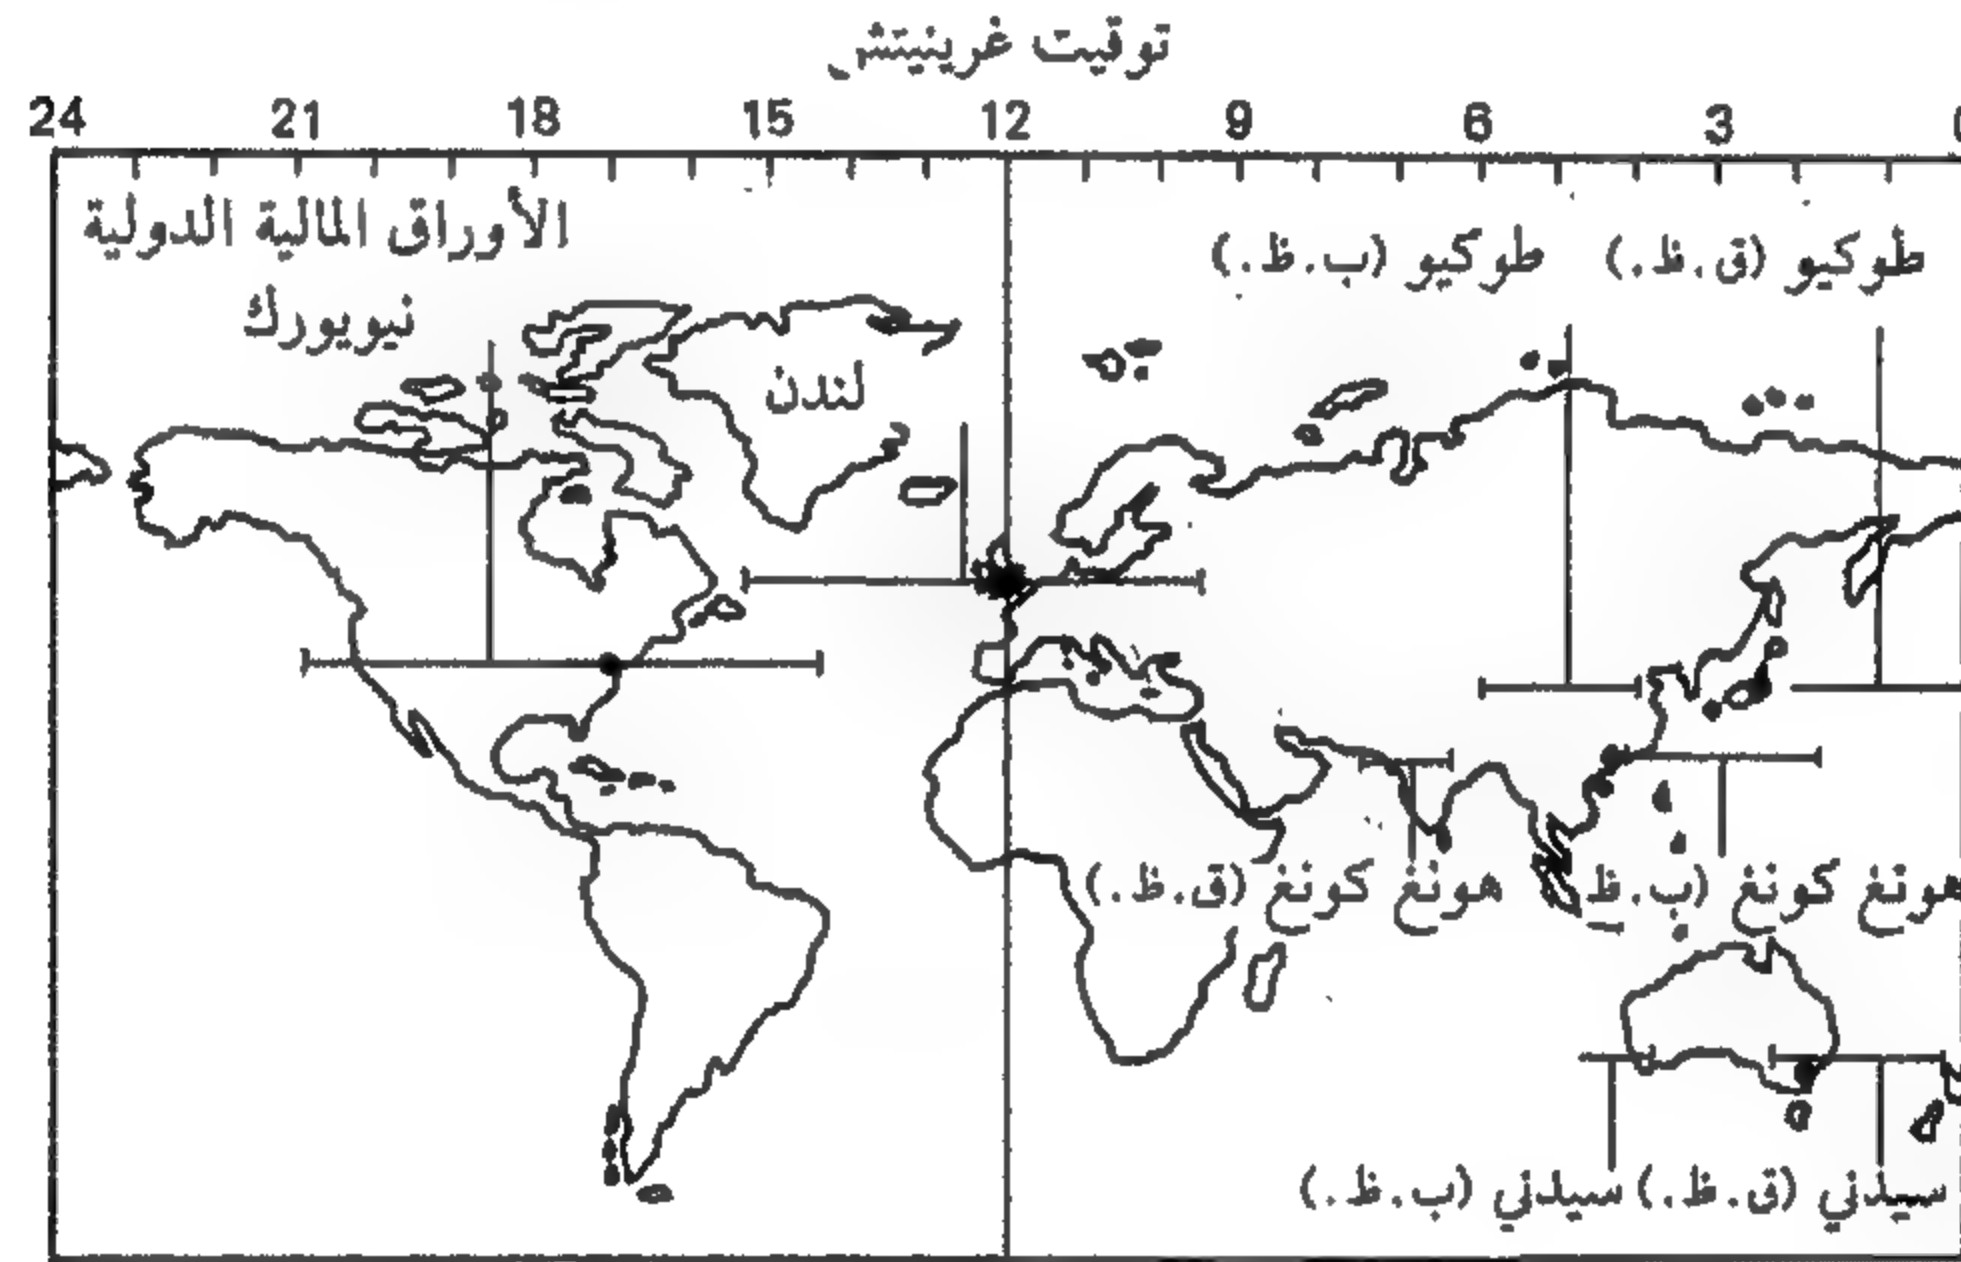 توقيت غرينيتش
24 21 18 15 12 9 6 3
الأوراق المالية الدولية
طوكيو (ق.ظ.)
طوكيو (ب.ظ.)
نيويورك
لندن
هونغ كونغ (ب.ظ
هونغ كونغ (ق.ظ.)
سيدني (ق.ظ.)
سيدني (ب.ظ.)